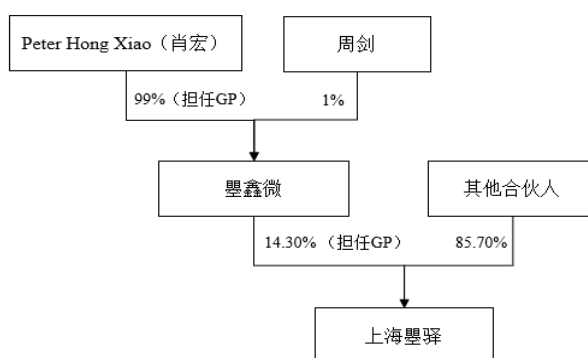 Peter Hong Xiao（肖宏）
周剑
99%（担任GP）
1%
曌鑫微
其他合伙人
14.30%（担任GP）
85.70%
上海曌驿